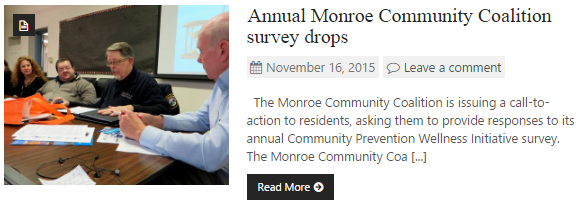 Annual Monroe Community Coalition
survey drops
November 16, 2015 Leave a comment
The Monroe Community Coalition is issuing a call-to-
action to residents, asking them to provide responses to its
annual Community Prevention Wellness Initiative survey.
The Monroe Community Coa [...]
Read More